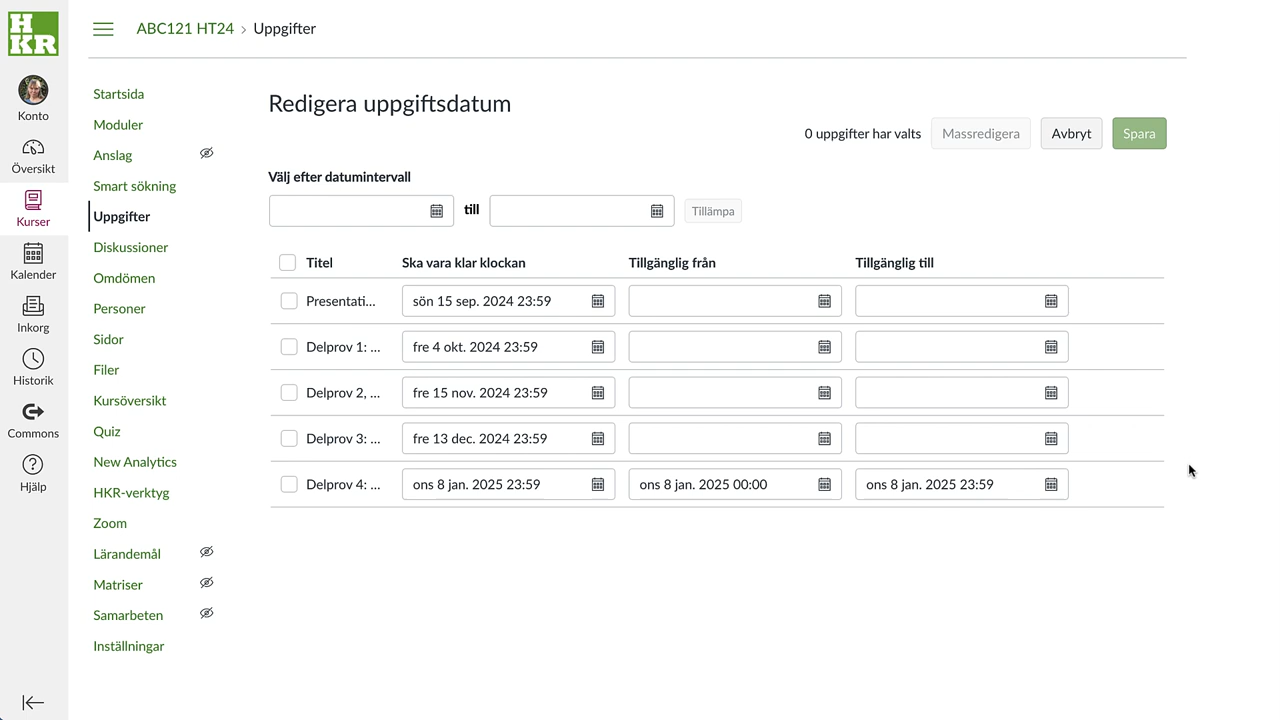 HKR
ABC121 HT24 › Uppgifter
Konto
Översikt
Kurser
Kalender
Inkorg
Historik
Commons
Hjälp
Startsida
Moduler
Anslag
Smart sökning
Uppgifter
Diskussioner
Omdömen
Personer
Sidor
Filer
Kursöversikt
Quiz
New Analytics
HKR-verktyg
Zoom
Lärandemål
Matriser
Samarbeten
Inställningar
Redigera uppgiftsdatum
0 uppgifter har valts Massredigera Avbryt Spara
Välj efter datumintervall
till Tillämpa
Titel Ska vara klar klockan Tillgänglig från Tillgänglig till
Presentati... sön 15 sep. 2024 23:59
Delprov 1: ... fre 4 okt. 2024 23:59
Delprov 2, ... fre 15 nov. 2024 23:59
Delprov 3: ... fre 13 dec. 2024 23:59
Delprov 4: ... ons 8 jan. 2025 23:59 ons 8 jan. 2025 00:00 ons 8 jan. 2025 23:59